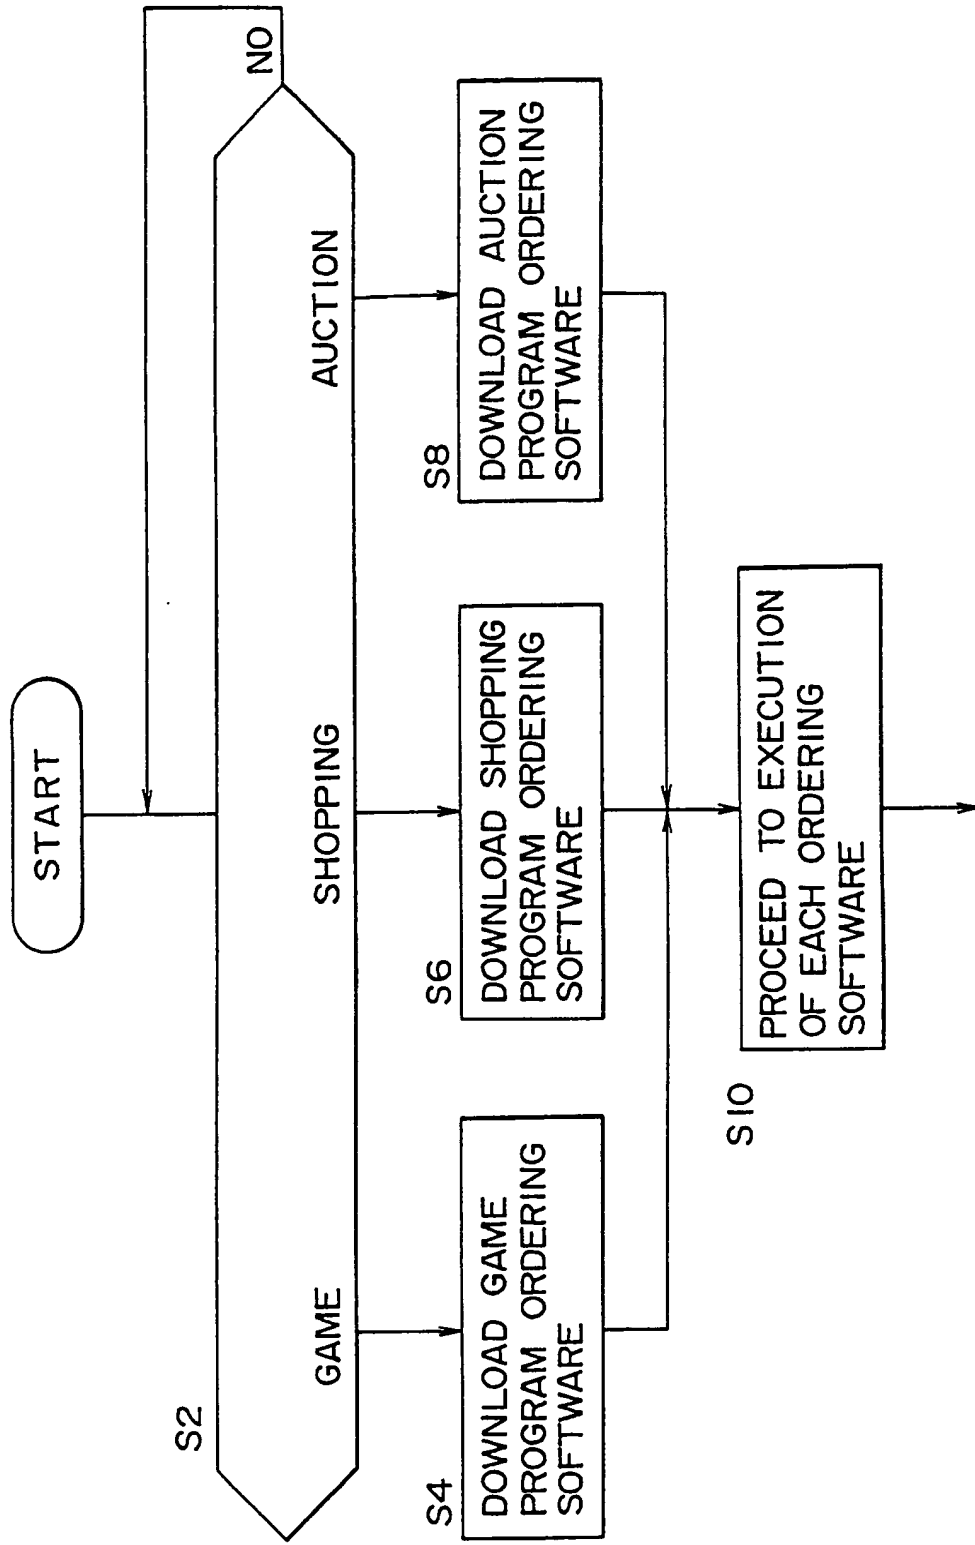 START
S2
NO
GAME
SHOPPING
AUCTION
S4
DOWNLOAD GAME
PROGRAM ORDERING
SOFTWARE
S6
DOWNLOAD SHOPPING
PROGRAM ORDERING
SOFTWARE
S8
DOWNLOAD AUCTION
PROGRAM ORDERING
SOFTWARE
S10
PROCEED TO EXECUTION
OF EACH ORDERING
SOFTWARE